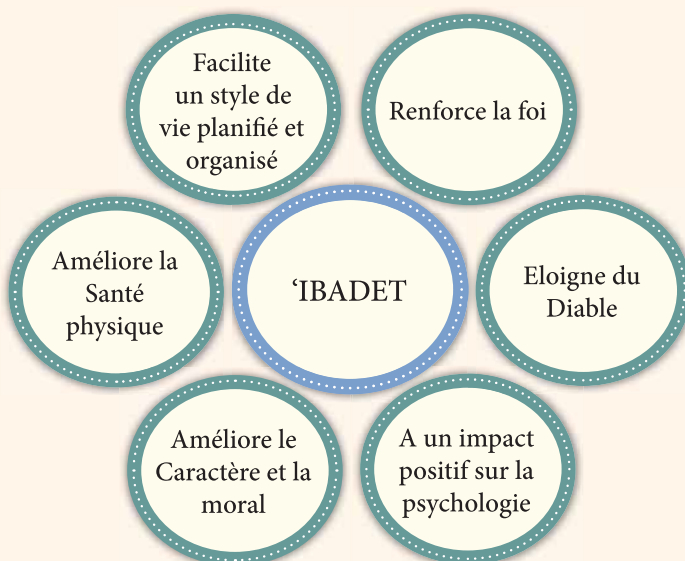 Facilite
un style de
vie planifié et
organisé
Renforce la foi
Améliore la
Santé
physique
‘IBADET
Eloigne du
Diable
Améliore le
Caractère et la
moral
A un impact
positif sur la
psychologie